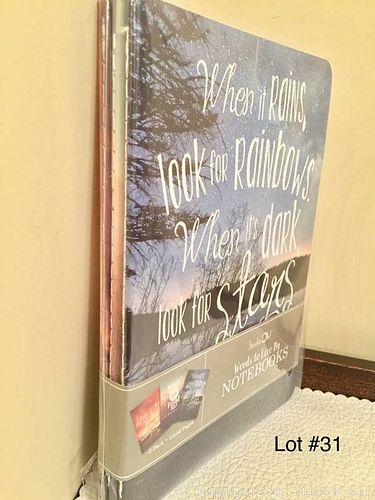 When it RAINS,
look for RAINBOWS.
When it's dark
look for stars
Studio Oh!
Words to Live By
NOTEBOOKS
Lot #31